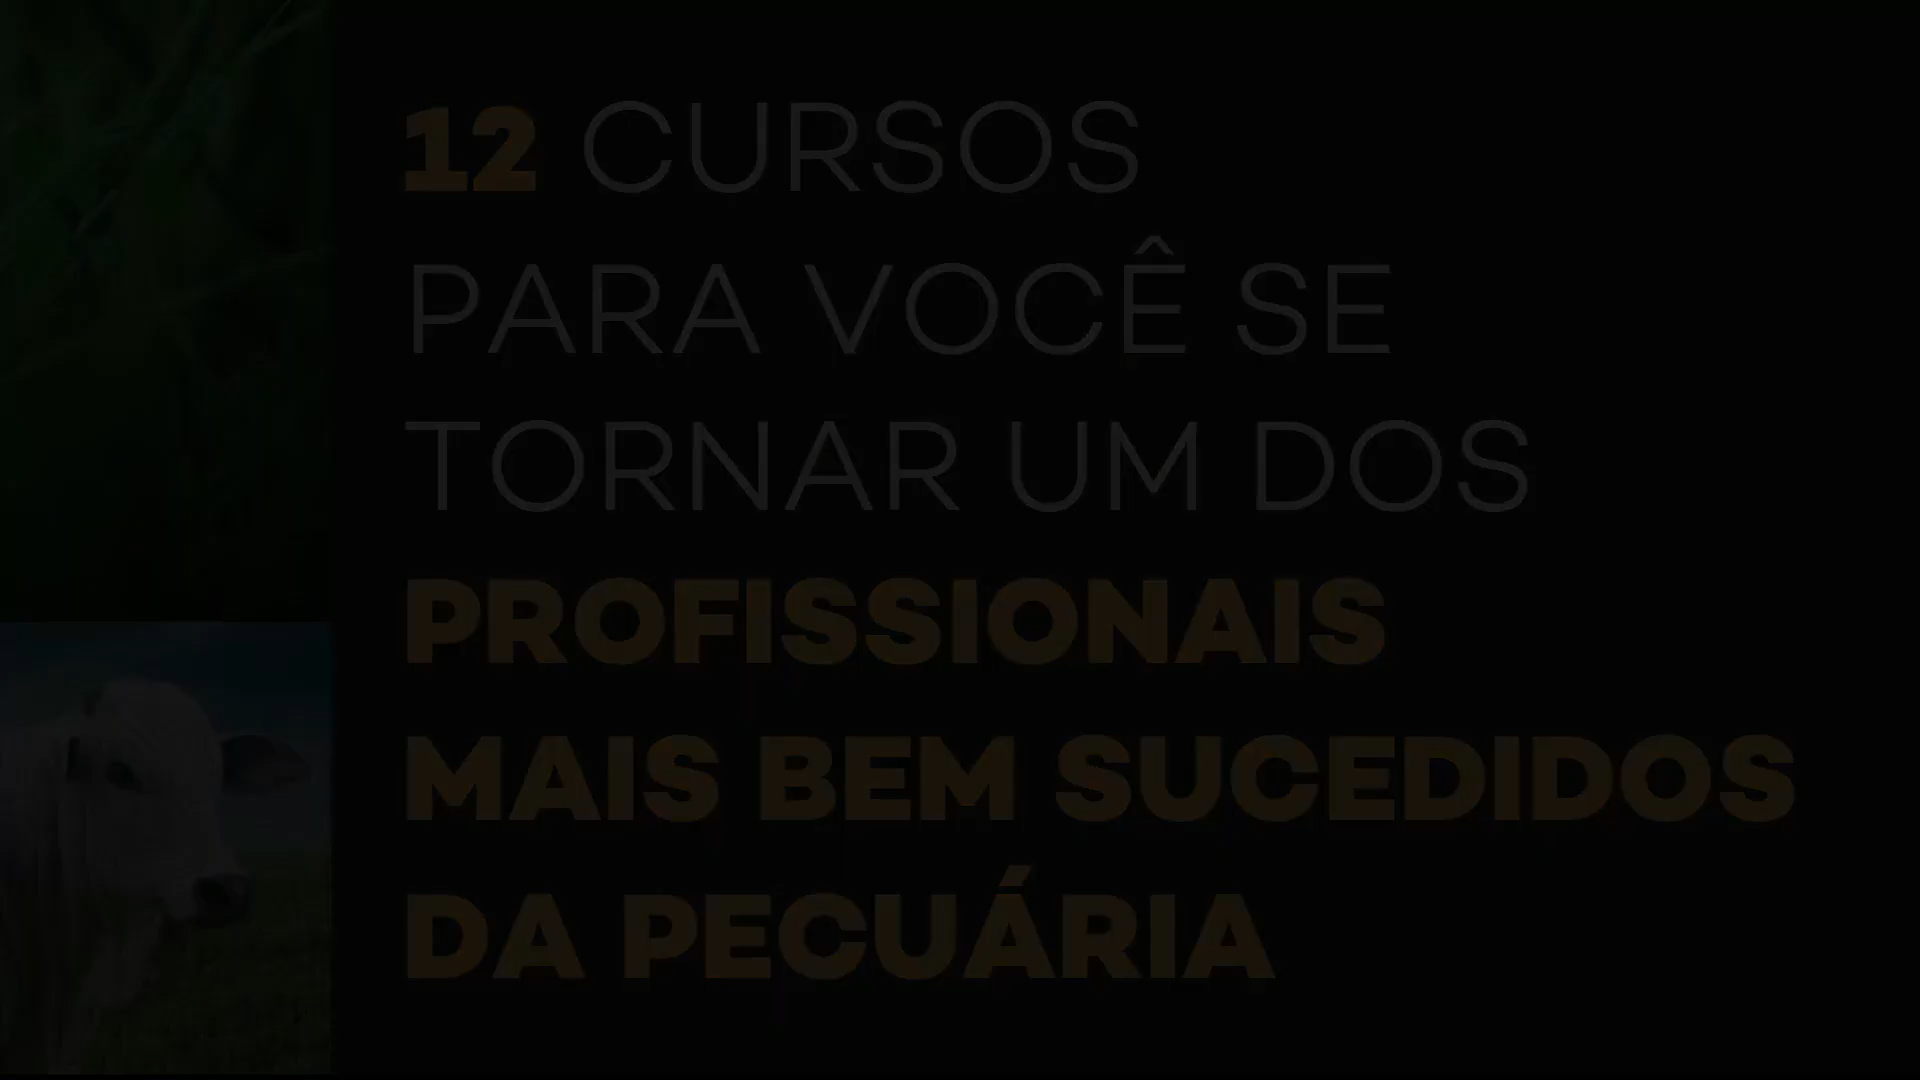 12 CURSOS
PARA VOCÊ SE
TORNAR UM DOS
PROFISSIONAIS
MAIS BEM SUCEDIDOS
DA PECUÁRIA